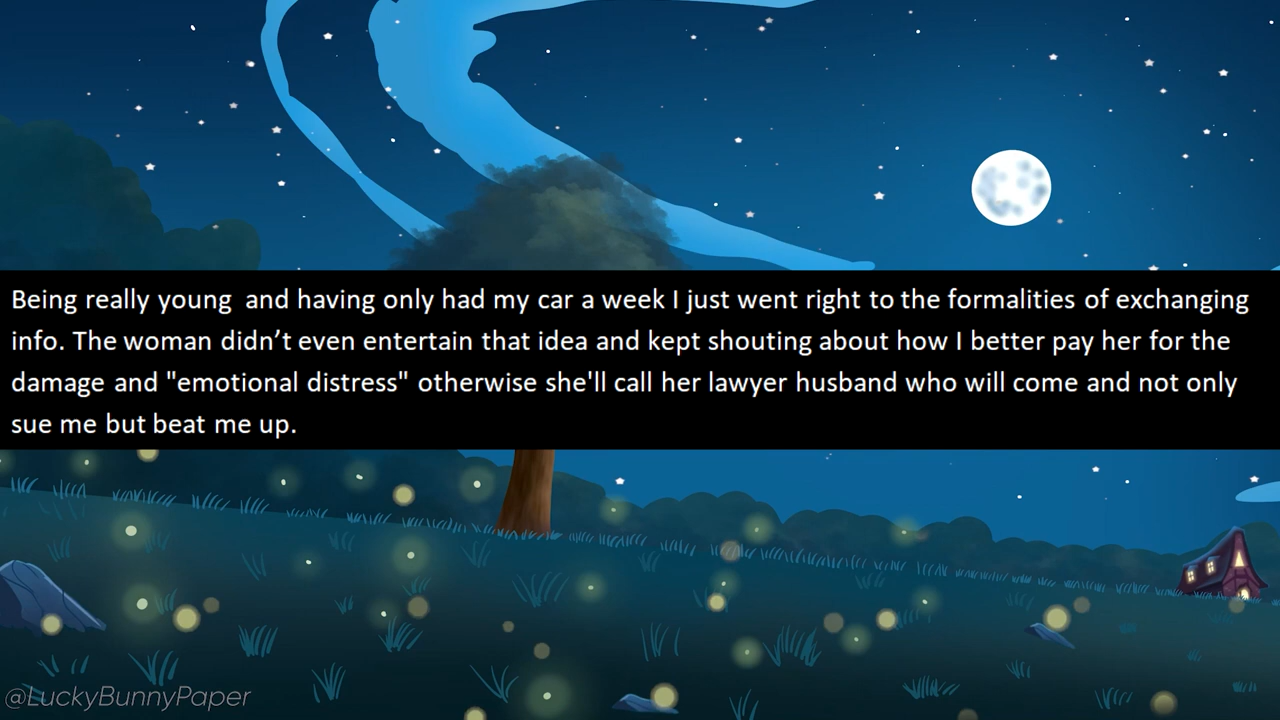 Being really young  and having only had my car a week I just went right to the formalities of exchanging
info. The woman didn’t even entertain that idea and kept shouting about how I better pay her for the
damage and "emotional distress" otherwise she'll call her lawyer husband who will come and not only
sue me but beat me up.
@LuckyBunnyPaper